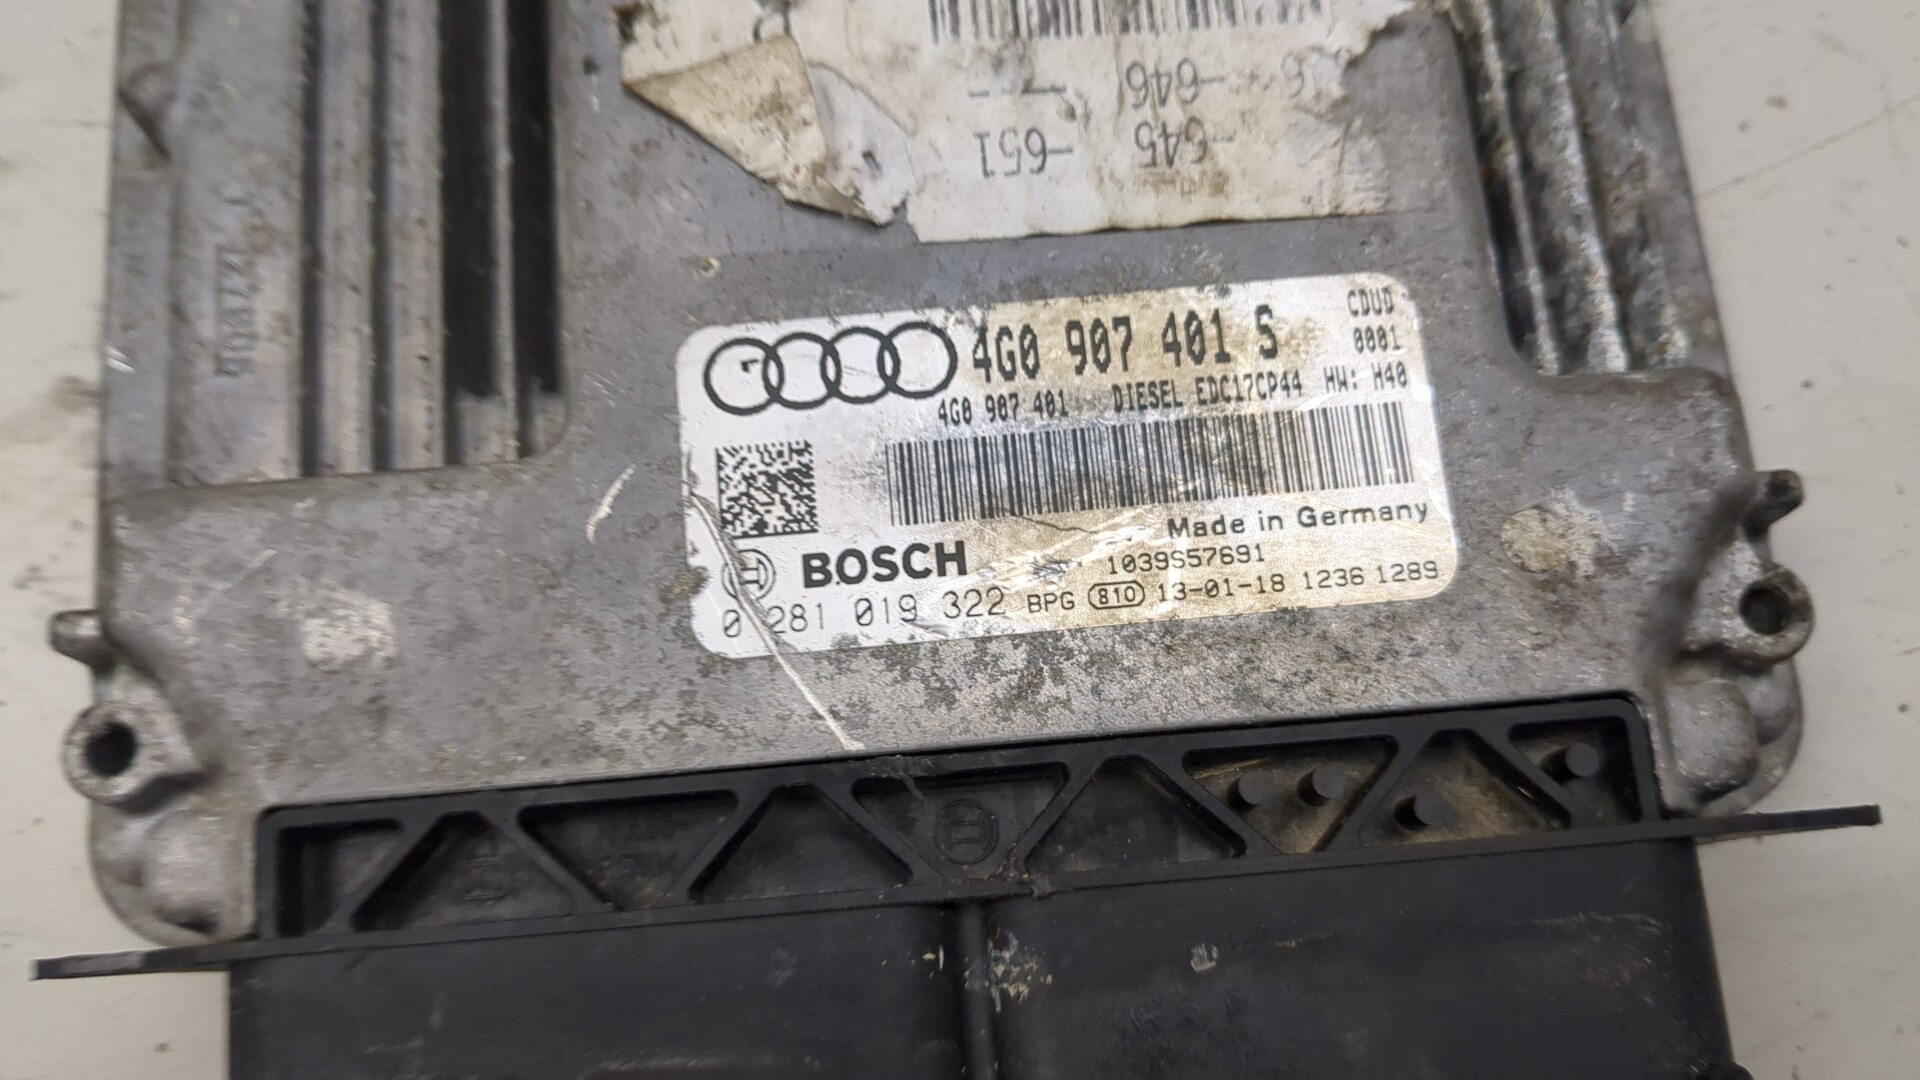 -646
-645 -651
4G0 907 401 S CDUD
0001
4G0 907 401 DIESEL EDC17CP44 HW: H40
Made in Germany
BOSCH 1039S57691
0 281 019 322 BPG 810 13-01-18 1236 1289